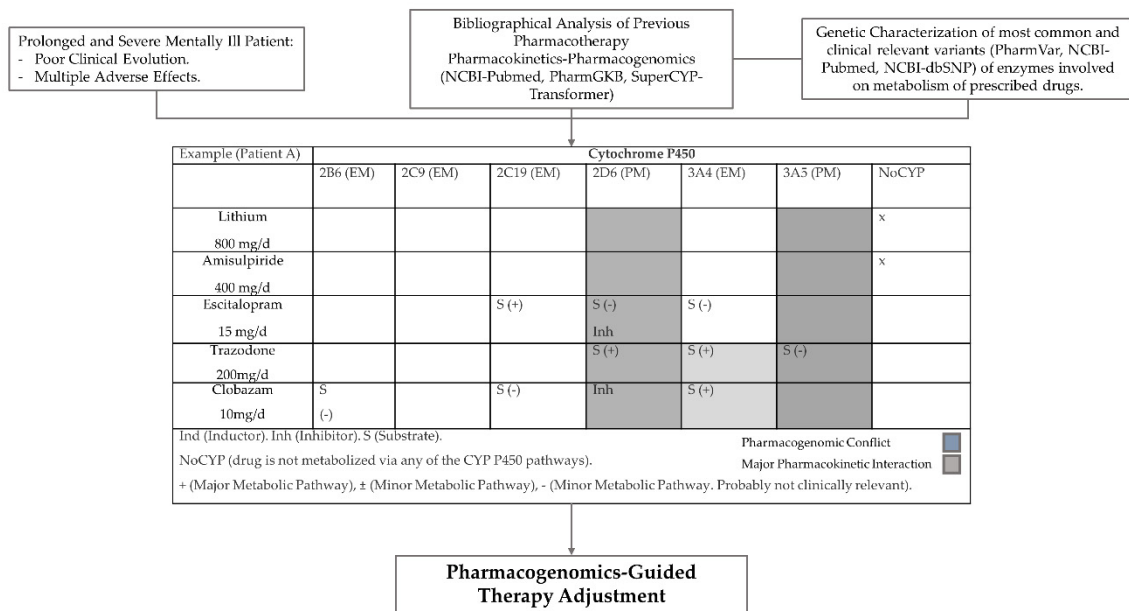 Prolonged and Severe Mentally Ill Patient:
- Poor Clinical Evolution.
- Multiple Adverse Effects.
Bibliographical Analysis of Previous
Pharmacotherapy
Pharmacokinetics-Pharmacogenomics
(NCBI-Pubmed, PharmGKB, SuperCYP-
Transformer)
Genetic Characterization of most common and
clinical relevant variants (PharmVar, NCBI-
Pubmed, NCBI-dbSNP) of enzymes involved
on metabolism of prescribed drugs.
Example (Patient A) Cytochrome P450
2B6 (EM) 2C9 (EM) 2C19 (EM) 2D6 (PM) 3A4 (EM) 3A5 (PM) NoCYP
Lithium x
800 mg/d
Amisulpiride x
400 mg/d
Escitalopram S (+) S (-) S (-)
15 mg/d Inh
Trazodone S (+) S (+) S (-)
200mg/d
Clobazam S S (-) Inh S (+)
10mg/d (-)
Ind (Inductor). Inh (Inhibitor). S (Substrate).
Pharmacogenomic Conflict
NoCYP (drug is not metabolized via any of the CYP P450 pathways).
Major Pharmacokinetic Interaction
+ (Major Metabolic Pathway), ± (Minor Metabolic Pathway), - (Minor Metabolic Pathway. Probably not clinically relevant).
Pharmacogenomics-Guided
Therapy Adjustment